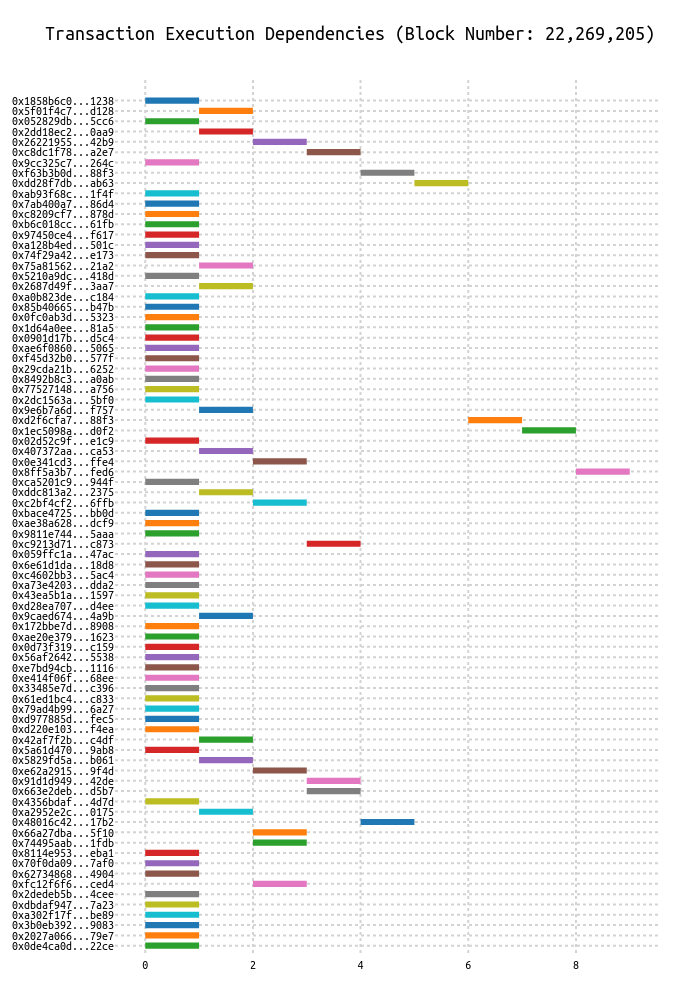 Transaction Execution Dependencies (Block Number: 22,269,205)
0x1858b6c0...1238
0x5f01f4c7...d128
0x052829db...5cc6
0x2dd18ec2...0aa9
0x26221955...42b9
0xc8dc1f78...a2e7
0x9cc325c7...264c
0xf63b3b0d...88f3
0xdd28f7db...ab63
0xab93f68c...1f4f
0x7ab400a7...86d4
0xc8209cf7...878d
0xb6c018cc...61fb
0x97450ce4...f617
0xa128b4ed...501c
0x74f29a42...e173
0x75a81562...21a2
0x5210a9dc...418d
0x2687d49f...3aa7
0xa0b823de...c184
0x85b40665...b47b
0x0fc0ab3d...5323
0x1d64a0ee...81a5
0x0901d17b...d5c4
0xae6f0860...5065
0xf45d32b0...577f
0x29cda21b...6252
0x8492b8c3...a0ab
0x77527148...a756
0x2dc1563a...5bf0
0x9e6b7a6d...f757
0xd2f6cfa7...88f3
0x1ec5098a...d0f2
0x02d52c9f...e1c9
0x407372aa...ca53
0x0e341cd3...ffe4
0x8ff5a3b7...fed6
0xca5201c9...944f
0xddc813a2...2375
0xc2bf4cf2...6ffb
0xbace4725...bb0d
0xae38a628...dcf9
0x9811e744...5aaa
0xc9213d71...c873
0x059ffc1a...47ac
0x6e61d1da...18d8
0xc4602bb3...5ac4
0xa73e4203...dda2
0x43ea5b1a...1597
0xd28ea707...d4ee
0x9caed674...4a9b
0x172bbe7d...8908
0xae20e379...1623
0x0d73f319...c159
0x56af2642...5538
0xe7bd94cb...1116
0xe414f06f...68ee
0x33485e7d...c396
0x61ed1bc4...c833
0x79ad4b99...6a27
0xd977885d...fec5
0xd220e103...f4ea
0x42af7f2b...c4df
0x5a61d470...9ab8
0x5829fd5a...b061
0xe62a2915...9f4d
0x91d1d949...42de
0x663e2deb...d5b7
0x4356bdaf...4d7d
0xa2952e2c...0175
0x48016c42...17b2
0x66a27dba...5f10
0x74495aab...1fdb
0x8114e953...eba1
0x70f0da09...7af0
0x62734868...4904
0xfc12f6f6...ced4
0x2dedeb5b...4cee
0xdbdaf947...7a23
0xa302f17f...be89
0x3b0eb392...9083
0x2027a066...79e7
0x0de4ca0d...22ce
0 2 4 6 8